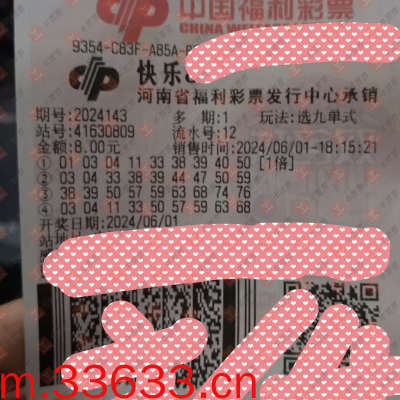 中国福利彩票
CHINA WEL
9354-C83F-A85A-
快乐8
河南省福利彩票发行中心承销
期号:2024143 多 期:1 玩法:选九单式
站号:41630809 流水号:12
金额:8.00元 销售时间:2024/06/01-18:15:21
① 01 03 04 11 33 38 39 40 50 [1倍]
② 03 04 33 38 39 44 47 50 59
③ 38 39 50 57 59 63 68 74 76
④ 03 04 11 33 50 57 59 63 68
开奖日期:2024/06/01
m.33633.cn